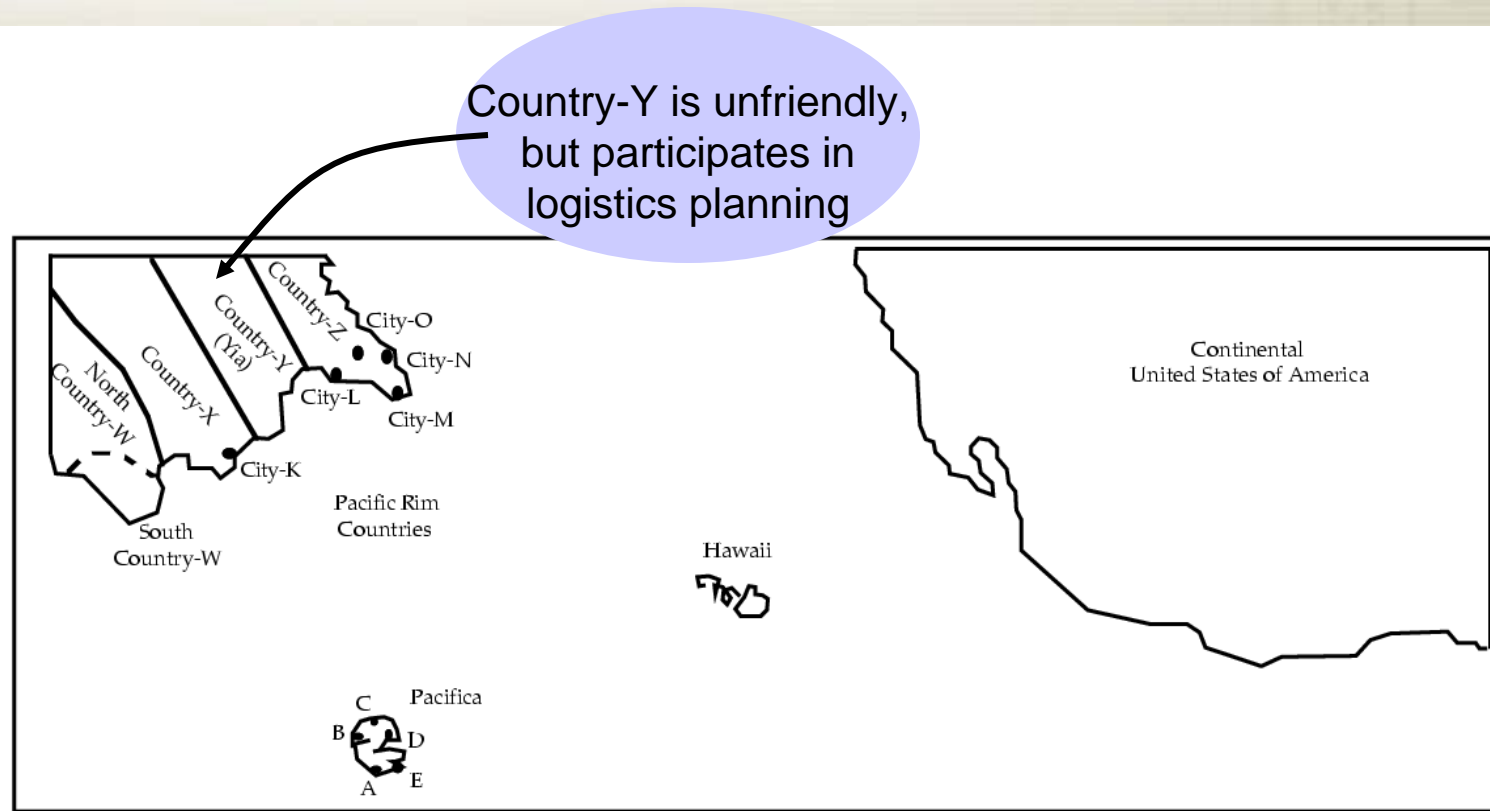 Country-Y is unfriendly,
but participates in
logistics planning
Country-Z
City-O
Country-Y
(Yia)
City-N
Country-X
North
Country-W
City-L
City-M
City-K
Continental
United States of America
Pacific Rim
Countries
South
Country-W
Hawaii
Pacifica
C
B
D
E
A